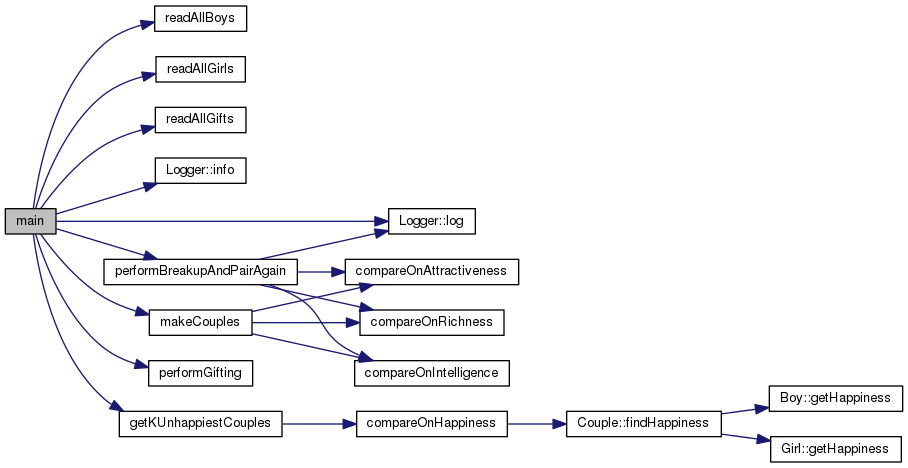 readAllBoys
readAllGirls
readAllGifts
Logger::info
main
Logger::log
performBreakupAndPairAgain
compareOnAttractiveness
makeCouples
compareOnRichness
performGifting
compareOnIntelligence
getKUnhappiestCouples
compareOnHappiness
Couple::findHappiness
Boy::getHappiness
Girl::getHappiness